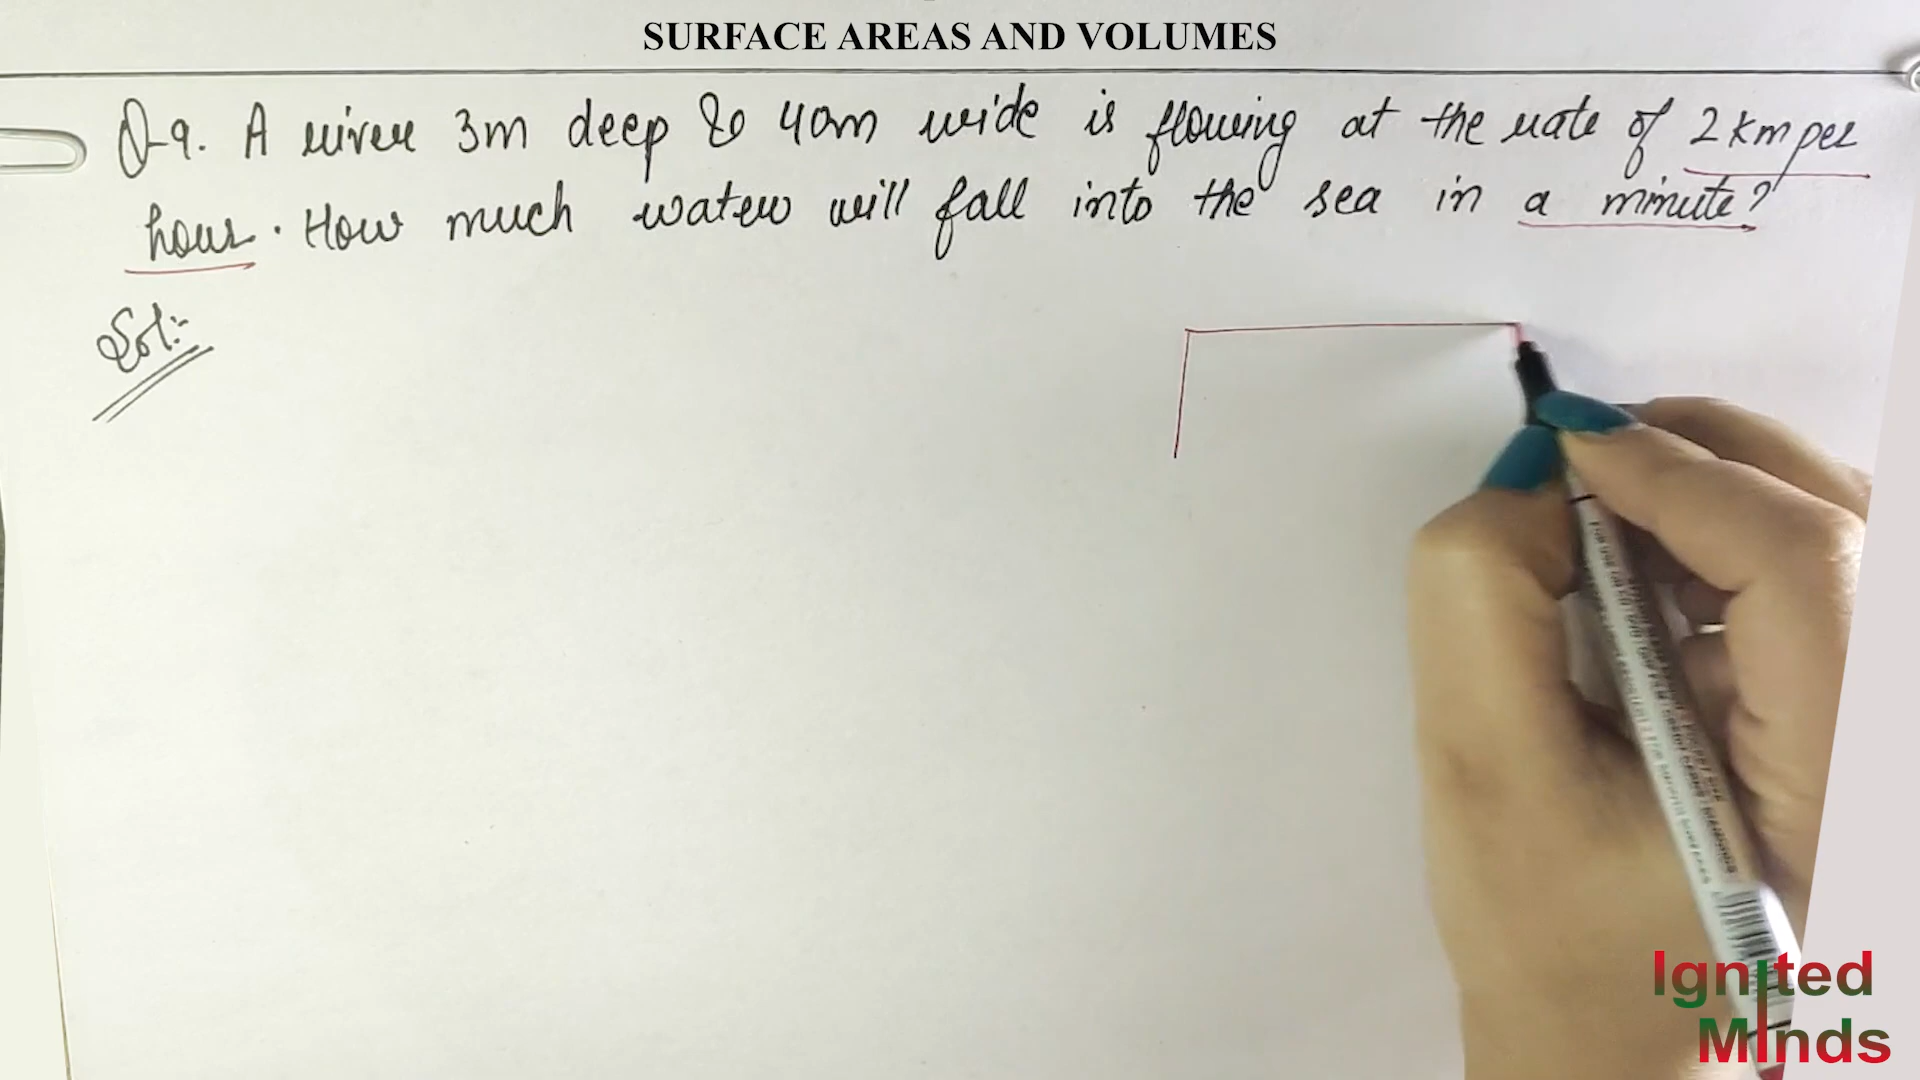 SURFACE AREAS AND VOLUMES
Q-9. A river 3m deep & 40m wide is flowing at the rate of 2km per
hour. How much water will fall into the sea in a minute?
Sol:-
Ignited
Minds